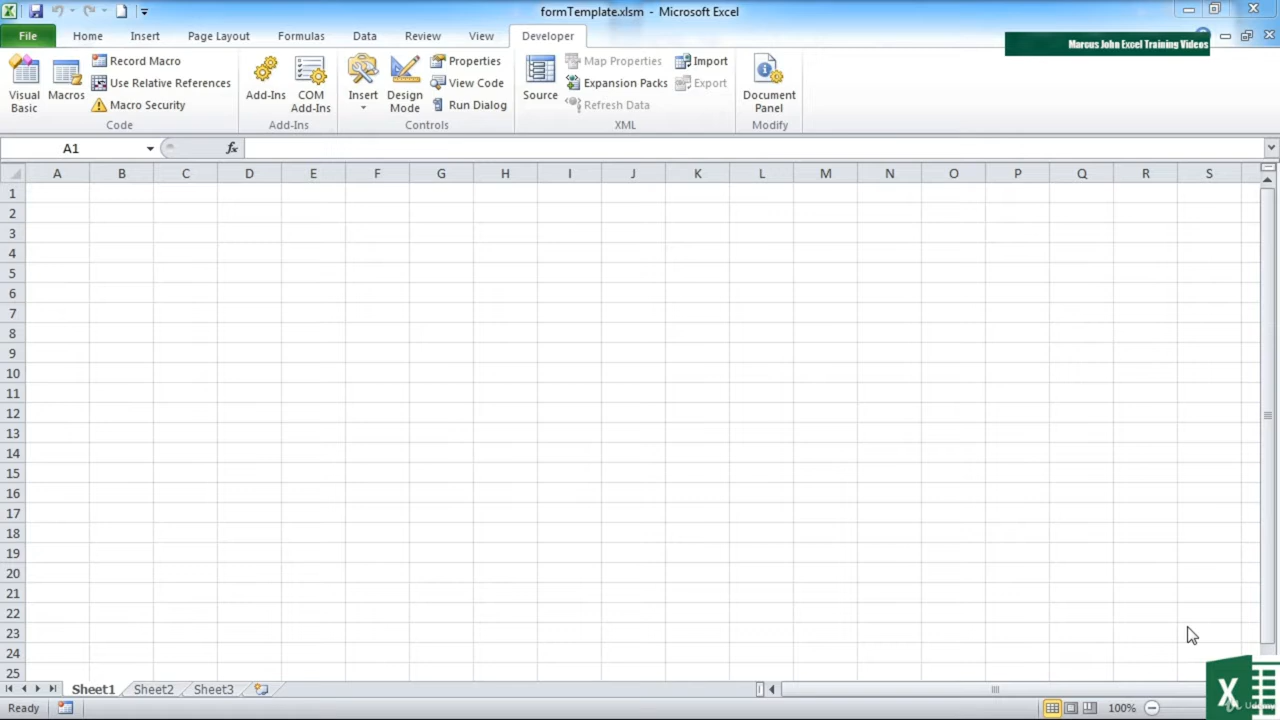 formTemplate.xlsm - Microsoft Excel
File Home Insert Page Layout Formulas Data Review View Developer
Marcus John Excel Training Videos
Visual Basic
Macros
Record Macro
Use Relative References
Macro Security
Code
Add-Ins
COM Add-Ins
Add-Ins
Insert
Design Mode
Properties
View Code
Run Dialog
Controls
Source
Map Properties
Expansion Packs
Refresh Data
Import
Export
XML
Document Panel
Modify
A1
fx
A B C D E F G H I J K L M N O P Q R S
1
2
3
4
5
6
7
8
9
10
11
12
13
14
15
16
17
18
19
20
21
22
23
24
25
Sheet1 Sheet2 Sheet3
Ready
100%
X